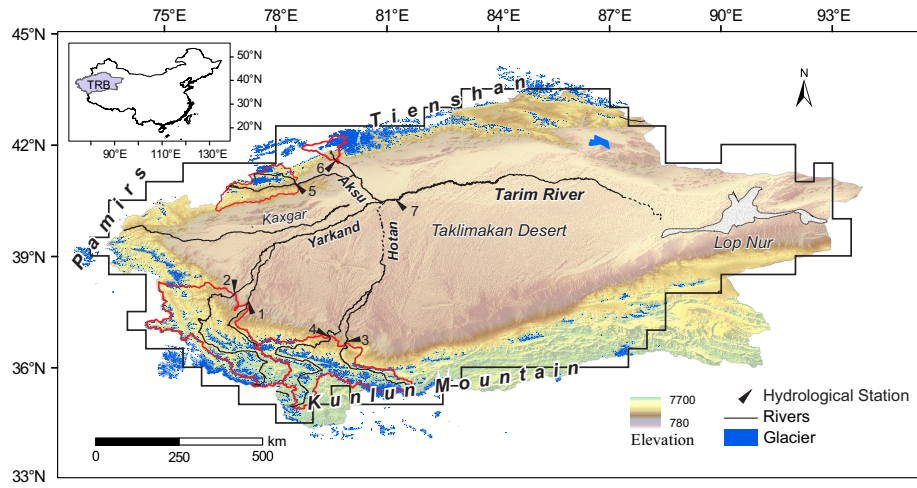 75°E 78°E 81°E 84°E 87°E 90°E 93°E
45°N
42°N
39°N
36°N
33°N
50°N
40°N
30°N
20°N
TRB
90°E 110°E 130°E
N
Tienshan
Pamirs
6
5
Aksu
7
Tarim River
Kaxgar
Yarkand
Hotan
Taklimakan Desert
Lop Nur
2
1
4
3
Kunlun Mountain
0 250 500 km
7700
780
Elevation
Hydrological Station
Rivers
Glacier